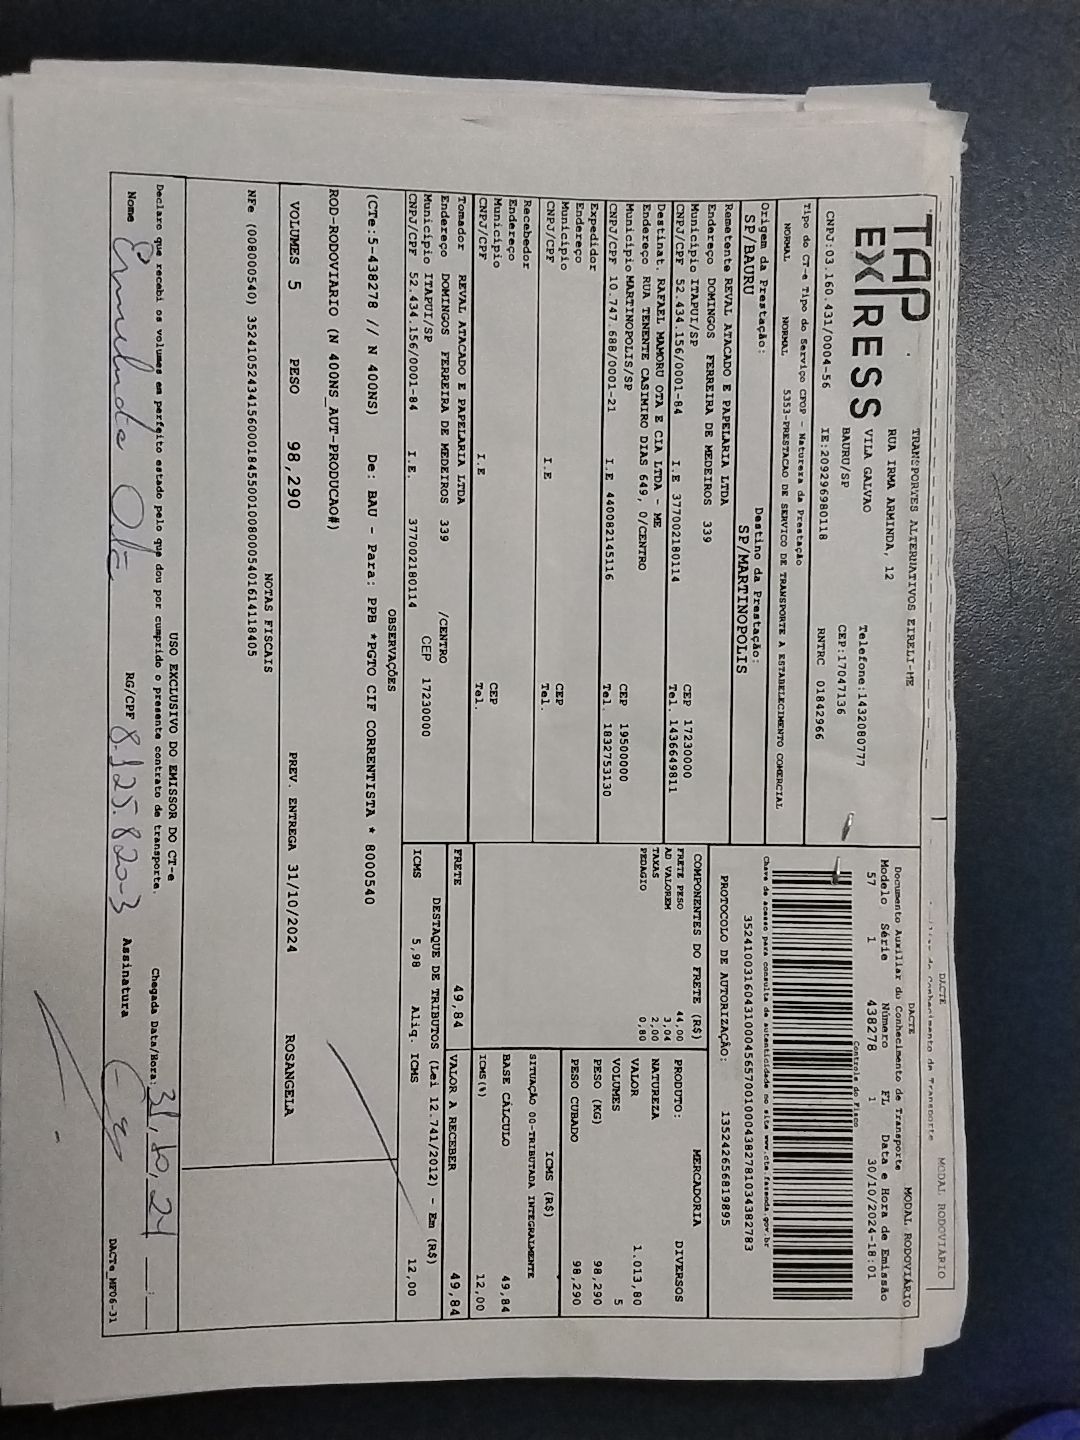 DACTE
MODAL RODOVIÁRIO
TAP EXPRESS
TRANSPORTES ALTERNATIVOS EIRELI-ME
RUA IRMA ARMINDA, 12
VILA GALVAO Telefone:1432080777
BAURU/SP CEP:17047136
CNPJ:03.160.431/0004-56 IE:209296980118 RNTRC 01842966
DACTE MODAL RODOVIÁRIO
Documento Auxiliar do Conhecimento de Transporte
Modelo Série Número FL Data e Hora de Emissão
57 1 438278 1 30/10/2024-18:01
Controle do Fisco
Chave de acesso para consulta de autenticidade no site www.cte.fazenda.gov.br
35241003160431000456570010004382781034382783
PROTOCOLO DE AUTORIZAÇÃO: 135242656819895
Tipo do CT-e Tipo do Serviço CFOP - Natureza da Prestação
NORMAL NORMAL 5353-PRESTACAO DE SERVICO DE TRANSPORTE A ESTABELECIMENTO COMERCIAL
Origem da Prestação: Destino da Prestação:
SP/BAURU SP/MARTINOPOLIS
Remetente REVAL ATACADO E PAPELARIA LTDA
Endereço DOMINGOS FERREIRA DE MEDEIROS 339
Município ITAPUI/SP CEP 17230000
CNPJ/CPF 52.434.156/0001-84 I.E 377002180114 Tel. 1436649811
Destinat. RAFAEL MAMORU OTA E CIA LTDA - ME
Endereço RUA TENENTE CASIMIRO DIAS 649, 0/CENTRO
Município MARTINOPOLIS/SP CEP 19500000
CNPJ/CPF 10.747.688/0001-21 I.E 440082145116 Tel. 1832753130
Expedidor
Endereço
Município CEP
CNPJ/CPF I.E Tel.
Recebedor
Endereço
Município CEP
CNPJ/CPF I.E Tel.
Tomador REVAL ATACADO E PAPELARIA LTDA
Endereço DOMINGOS FERREIRA DE MEDEIROS 339 /CENTRO
Município ITAPUI/SP CEP 17230000
CNPJ/CPF 52.434.156/0001-84 I.E. 377002180114
COMPONENTES DO FRETE (R$)
FRETE PESO 44,00
AD VALOREM 3,04
TAXAS 2,00
PEDAGIO 0,80
PRODUTO: MERCADORIA
NATUREZA DIVERSOS
VALOR 1.013,80
VOLUMES 5
PESO (KG) 98,290
PESO CUBADO 98,290
ICMS (R$)
SITUAÇÃO 00-TRIBUTADA INTEGRALMENTE
BASE CÁLCULO 49,84
ICMS(%) 12,00
FRETE 49,84 VALOR A RECEBER 49,84
DESTAQUE DE TRIBUTOS (Lei 12.741/2012) - Em (R$)
ICMS 5,98 Aliq. ICMS 12,00
OBSERVAÇÕES
(CTe:5-438278 // N 400NS) De: BAU - Para: PPB *PGTO CIF CORRENTISTA * 8000540
ROD-RODOVIARIO (N 400NS_AUT-PRODUCAO#)
VOLUMES 5 PESO 98,290 PREV. ENTREGA 31/10/2024 ROSANGELA
NOTAS FISCAIS
NFe (008000540) 35241052434156000184550010080005401614118405
USO EXCLUSIVO DO EMISSOR DO CT-e
Declaro que recebi os volumes em perfeito estado pelo que dou por cumprido o presente contrato de transporte. Chegada Data/Hora: 31,10,24
Nome Ota RG/CPF 8.125.820-3 Assinatura
DACTe_MF06-31